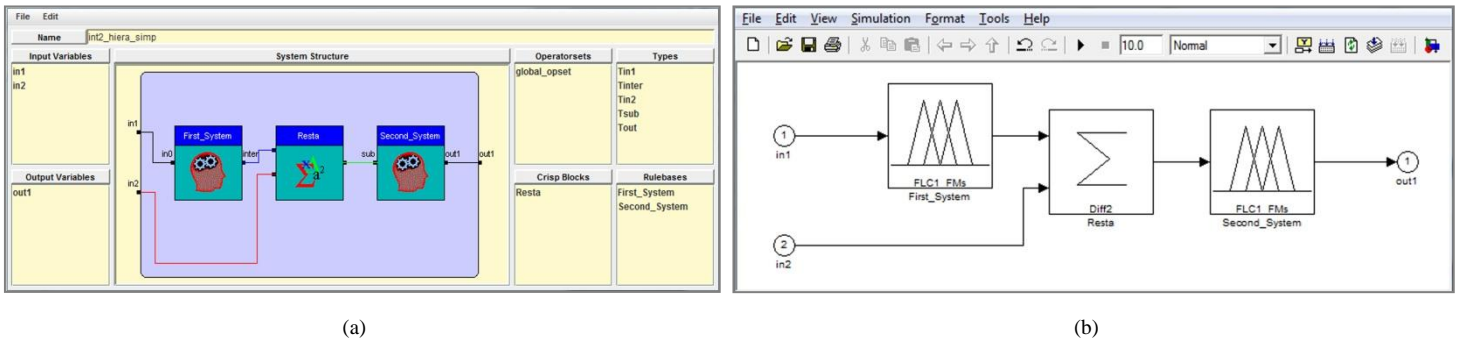 File Edit
Name int2_hiera_simp
Input Variables
in1
in2
Output Variables
out1
System Structure
in1
in2
First_System
in0
inter
Resta
sub
Second_System
out1
out1
Operatorsets
global_opset
Types
Tin1
Tinter
Tin2
Tsub
Tout
Crisp Blocks
Resta
Rulebases
First_System
Second_System
(a)
File Edit View Simulation Format Tools Help
10.0 Normal
1
in1
2
in2
FLC1_FMs
First_System
Diff2
Resta
FLC1_FMs
Second_System
1
out1
(b)